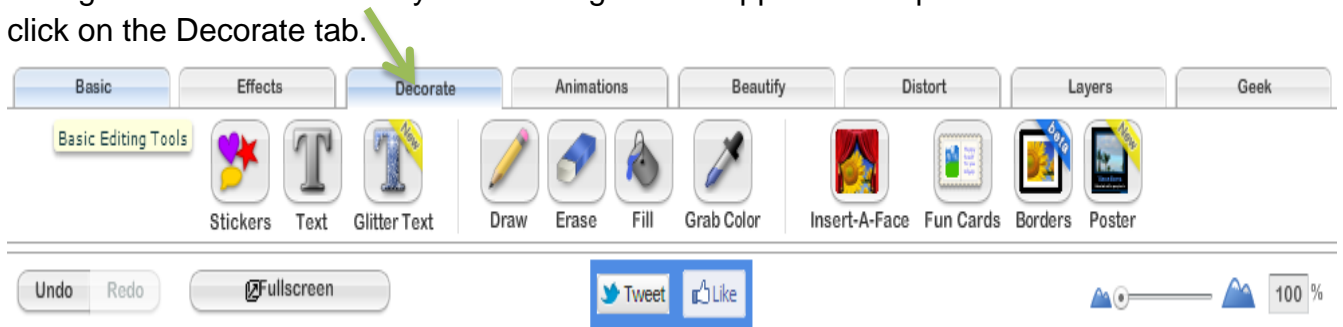 click on the Decorate tab.
Basic Effects Decorate Animations Beautify Distort Layers Geek
Basic Editing Tools
New beta New
Stickers Text Glitter Text Draw Erase Fill Grab Color Insert-A-Face Fun Cards Borders Poster
Undo Redo Fullscreen Tweet Like 100 %